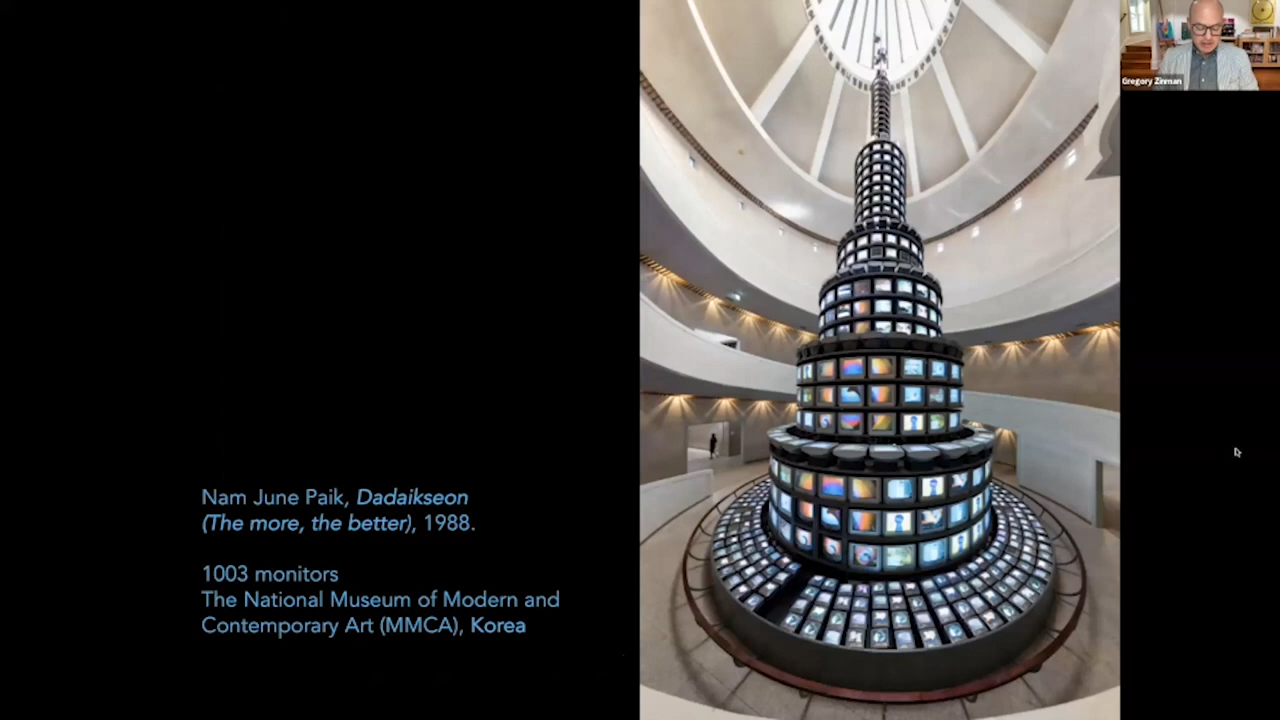 Gregory Zinman
Nam June Paik, Dadaikseon
(The more, the better), 1988.
1003 monitors
The National Museum of Modern and
Contemporary Art (MMCA), Korea